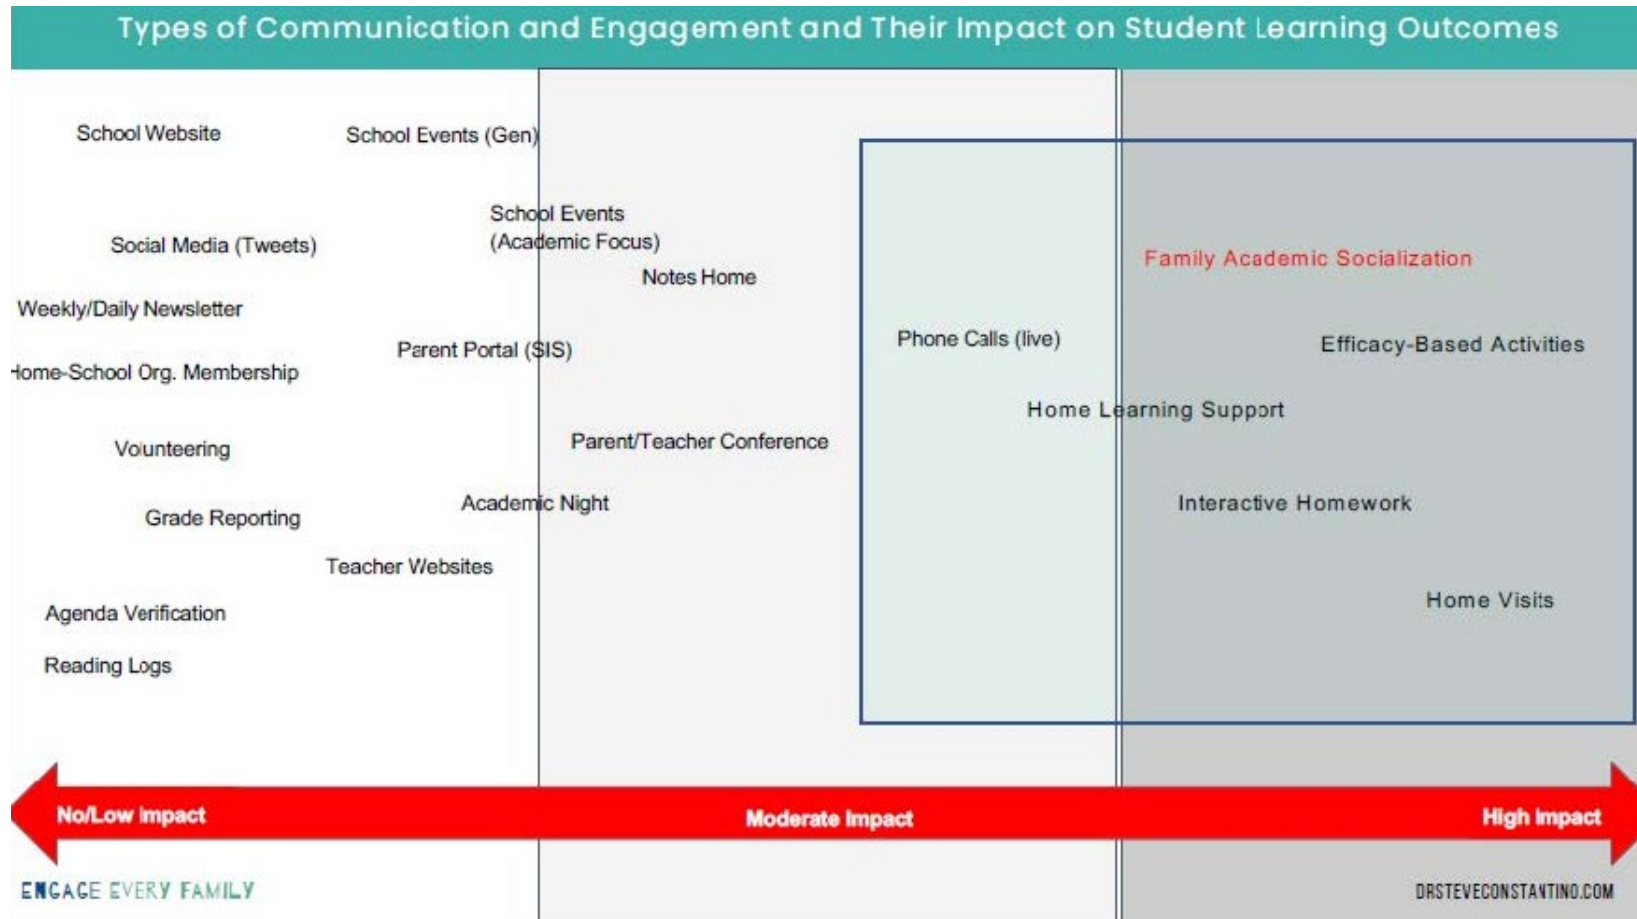 Types of Communication and Engagement and Their Impact on Student Learning Outcomes
School Website
School Events (Gen)
School Events
(Academic Focus)
Social Media (Tweets)
Family Academic Socialization
Notes Home
Weekly/Daily Newsletter
Phone Calls (live)
Efficacy-Based Activities
Parent Portal (SIS)
Home-School Org. Membership
Home Learning Support
Parent/Teacher Conference
Volunteering
Academic Night
Interactive Homework
Grade Reporting
Teacher Websites
Home Visits
Agenda Verification
Reading Logs
No/Low Impact
Moderate Impact
High Impact
ENGAGE EVERY FAMILY
DRSTEVECONSTANTINO.COM